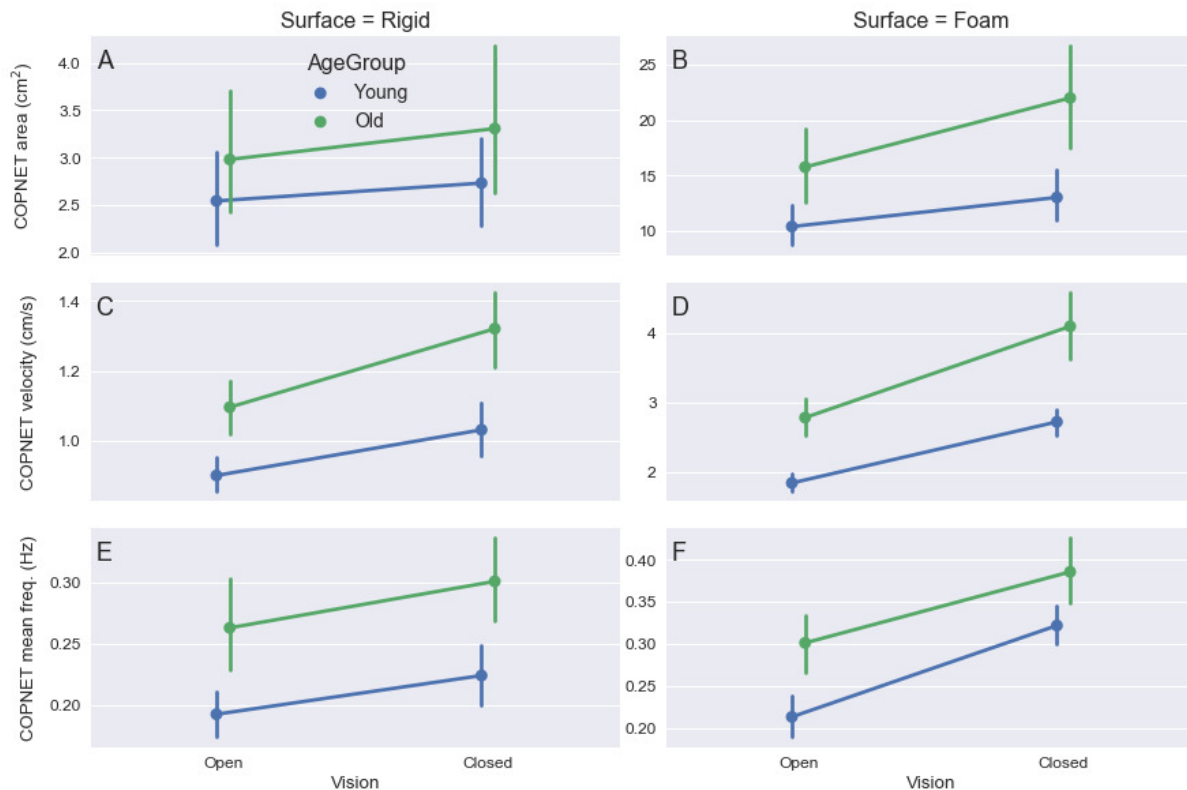 Surface = Rigid
Surface = Foam
A
AgeGroup
Young
Old
COPNET area (cm²)
4.0
3.5
3.0
2.5
2.0
B
25
20
15
10
C
COPNET velocity (cm/s)
1.4
1.2
1.0
D
4
3
2
E
COPNET mean freq. (Hz)
0.30
0.25
0.20
Open
Closed
Vision
F
0.40
0.35
0.30
0.25
0.20
Open
Closed
Vision